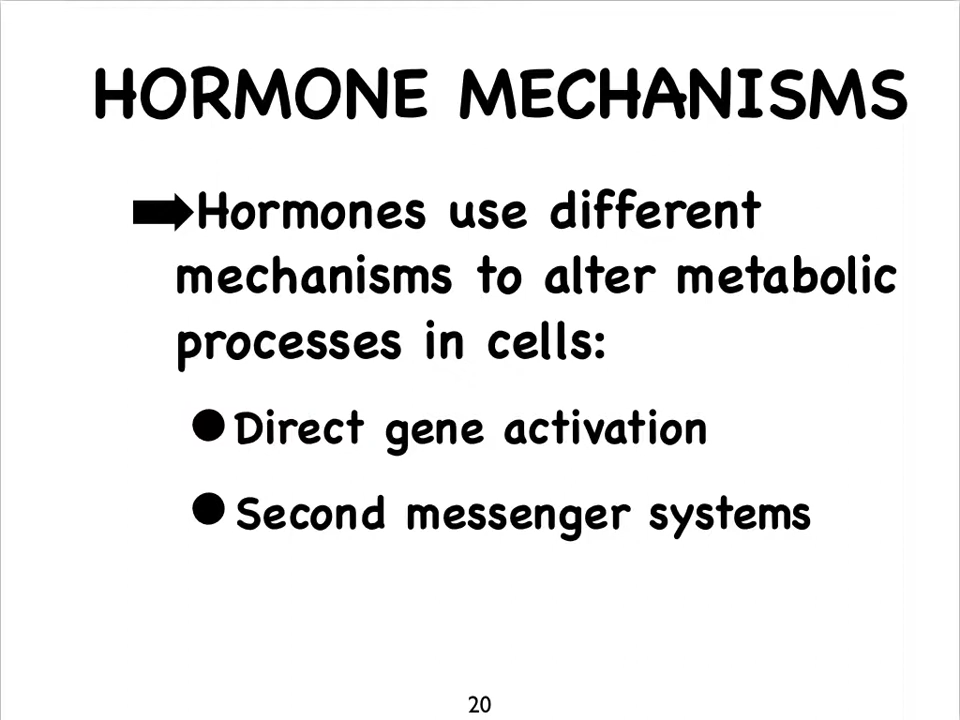 HORMONE MECHANISMS
Hormones use different
mechanisms to alter metabolic
processes in cells:
Direct gene activation
Second messenger systems
20